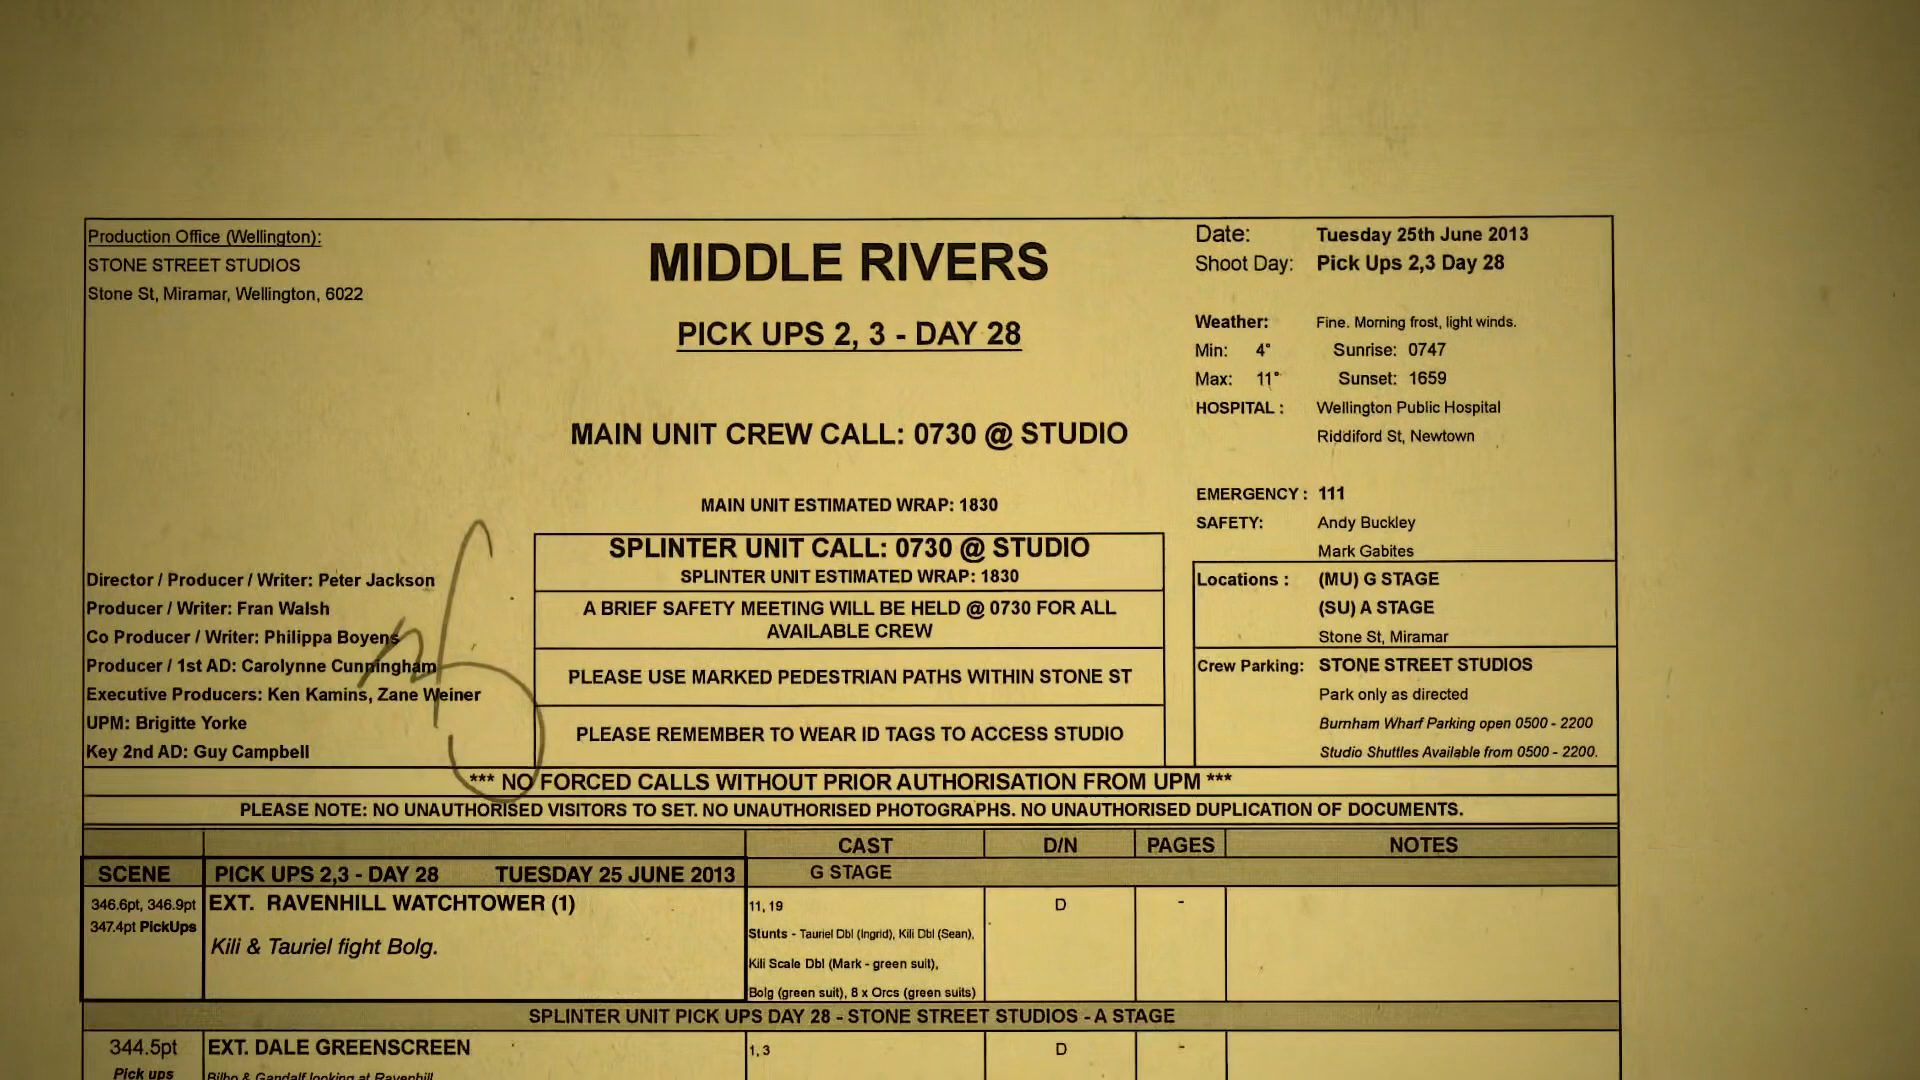 Production Office (Wellington):
STONE STREET STUDIOS
Stone St, Miramar, Wellington, 6022
MIDDLE RIVERS
PICK UPS 2, 3 - DAY 28
MAIN UNIT CREW CALL: 0730 @ STUDIO
MAIN UNIT ESTIMATED WRAP: 1830
Date: Tuesday 25th June 2013
Shoot Day: Pick Ups 2,3 Day 28
Weather: Fine. Morning frost, light winds.
Min: 4° Sunrise: 0747
Max: 11° Sunset: 1659
HOSPITAL : Wellington Public Hospital
Riddiford St, Newtown
EMERGENCY : 111
SAFETY: Andy Buckley
Mark Gabites
Director / Producer / Writer: Peter Jackson
Producer / Writer: Fran Walsh
Co Producer / Writer: Philippa Boyens
Producer / 1st AD: Carolynne Cunningham
Executive Producers: Ken Kamins, Zane Weiner
UPM: Brigitte Yorke
Key 2nd AD: Guy Campbell
SPLINTER UNIT CALL: 0730 @ STUDIO
SPLINTER UNIT ESTIMATED WRAP: 1830
A BRIEF SAFETY MEETING WILL BE HELD @ 0730 FOR ALL
AVAILABLE CREW
PLEASE USE MARKED PEDESTRIAN PATHS WITHIN STONE ST
PLEASE REMEMBER TO WEAR ID TAGS TO ACCESS STUDIO
Locations : (MU) G STAGE
(SU) A STAGE
Stone St, Miramar
Crew Parking: STONE STREET STUDIOS
Park only as directed
Burnham Wharf Parking open 0500 - 2200
Studio Shuttles Available from 0500 - 2200.
*** NO FORCED CALLS WITHOUT PRIOR AUTHORISATION FROM UPM ***
PLEASE NOTE: NO UNAUTHORISED VISITORS TO SET. NO UNAUTHORISED PHOTOGRAPHS. NO UNAUTHORISED DUPLICATION OF DOCUMENTS.
CAST D/N PAGES NOTES
SCENE PICK UPS 2,3 - DAY 28 TUESDAY 25 JUNE 2013 G STAGE
346.6pt, 346.9pt
347.4pt PickUps
EXT. RAVENHILL WATCHTOWER (1)
Kili & Tauriel fight Bolg.
11, 19
Stunts - Tauriel Dbl (Ingrid), Kili Dbl (Sean),
Kili Scale Dbl (Mark - green suit),
Bolg (green suit), 8 x Orcs (green suits)
D -
SPLINTER UNIT PICK UPS DAY 28 - STONE STREET STUDIOS - A STAGE
344.5pt EXT. DALE GREENSCREEN 1, 3 D -
Pick ups Bilbo & Gandalf looking at Ravenhill